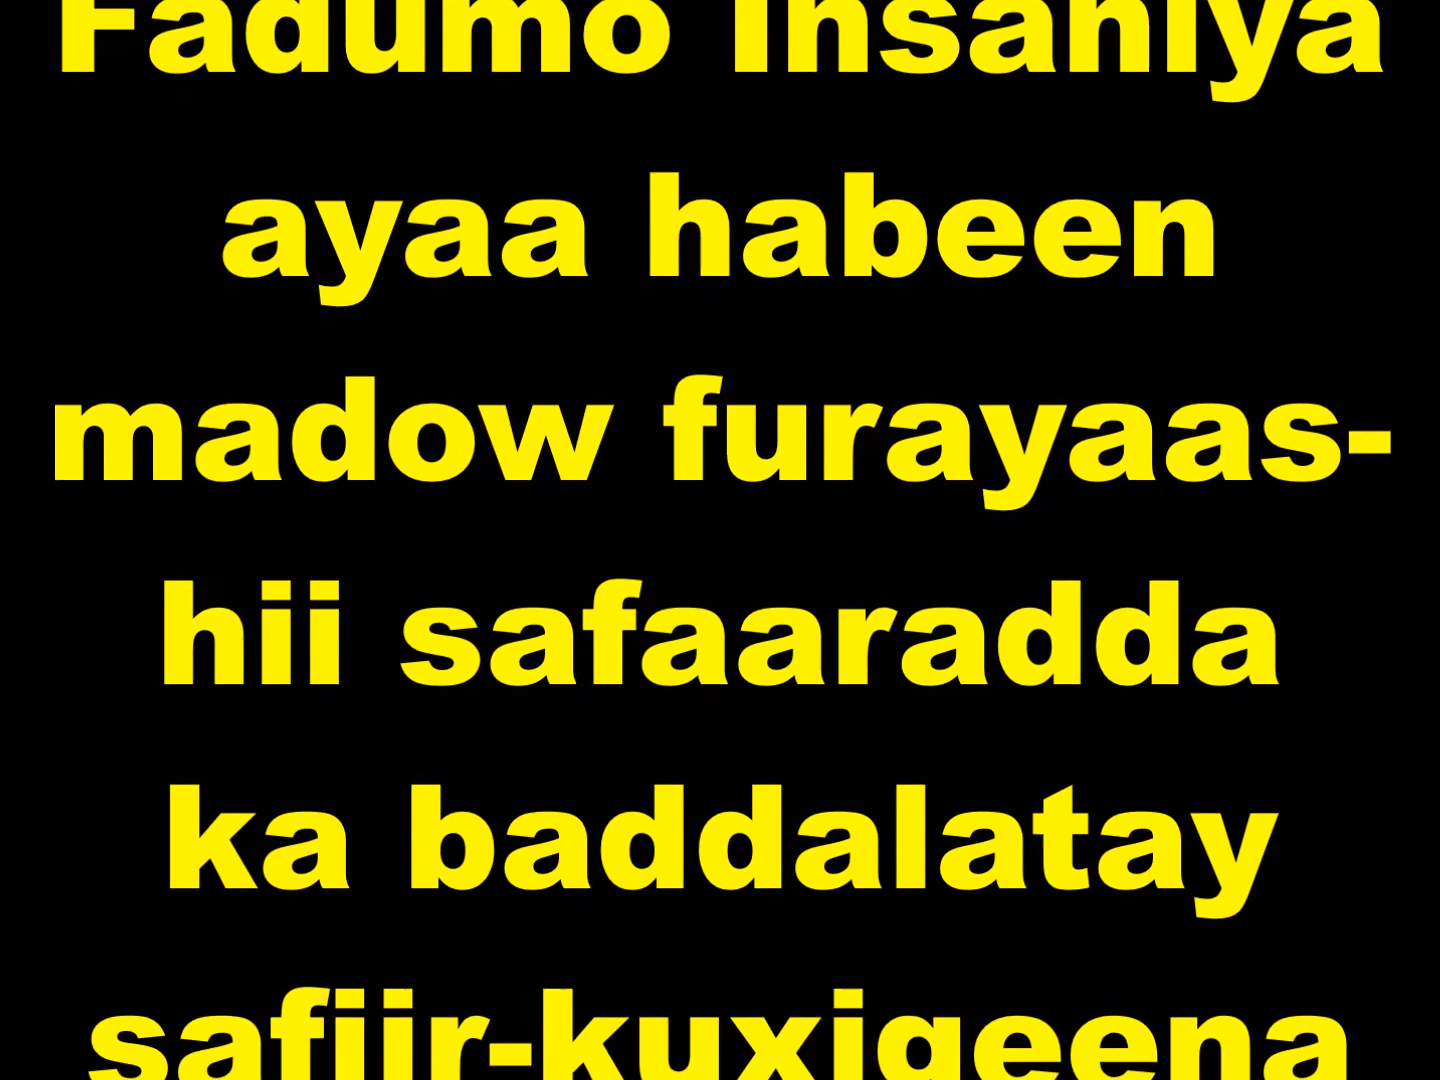 Fadumo Insaniya
ayaa habeen
madow furayaas-
hii safaaradda
ka baddalatay
safiir-kuxigeena